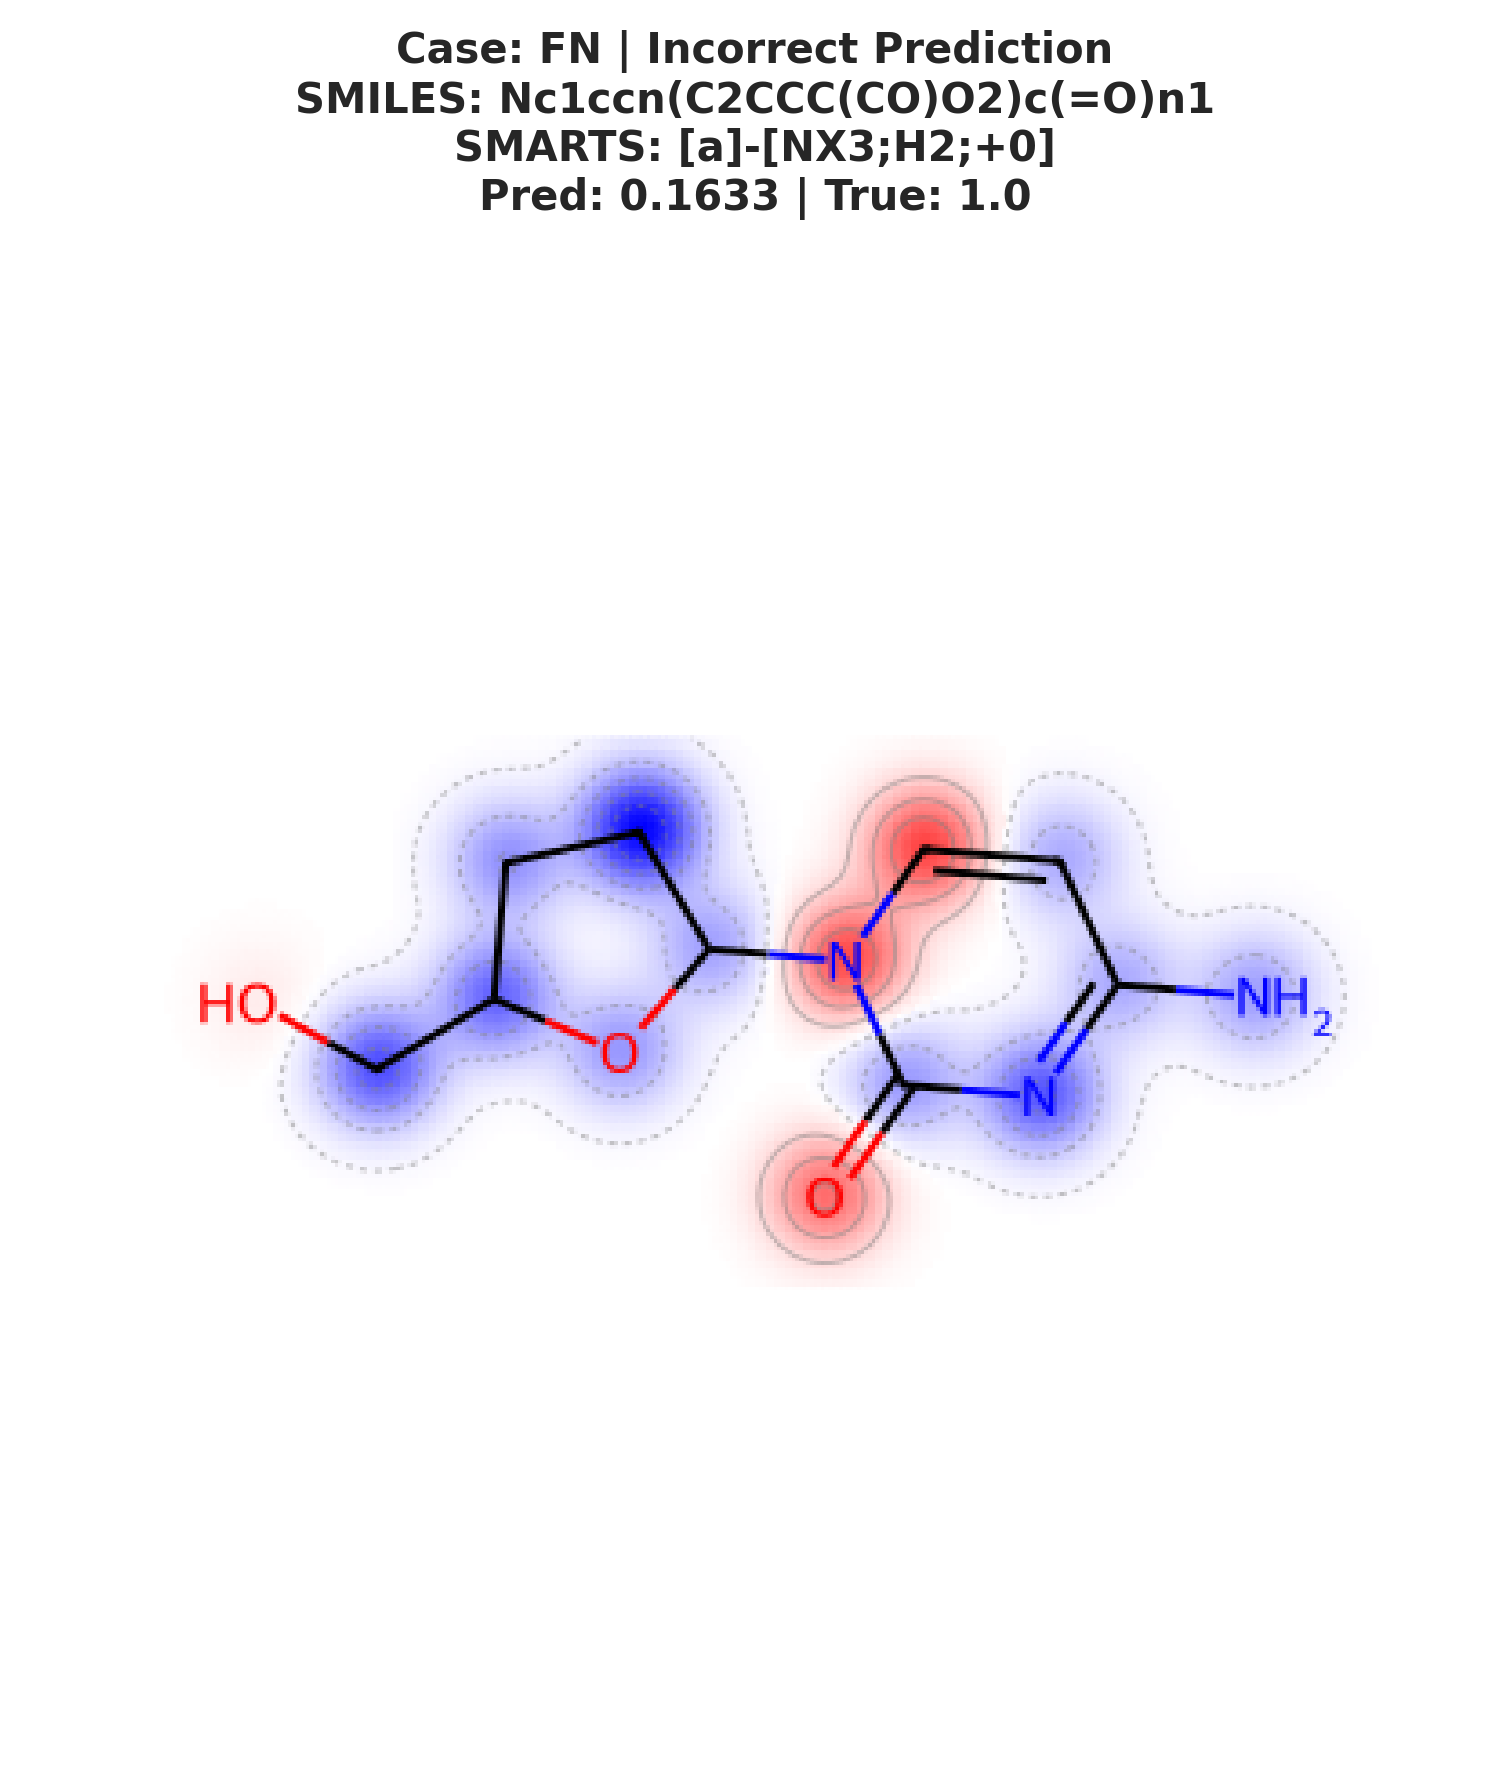 Case: FN | Incorrect Prediction
SMILES: Nc1ccn(C2CCC(CO)O2)c(=O)n1
SMARTS: [a]-[NX3;H2;+0]
Pred: 0.1633 | True: 1.0
N
HO
NH2
O
N
O